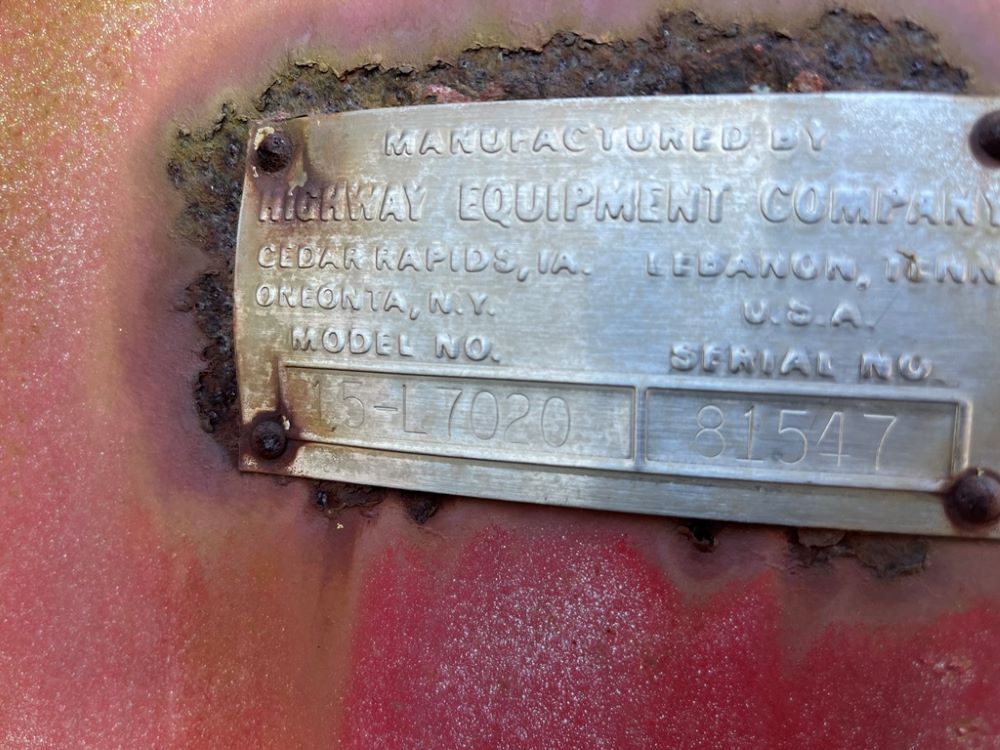 MANUFACTURED BY
HIGHWAY EQUIPMENT COMPANY
CEDAR RAPIDS, IA. LEBANON, TENN
ONEONTA, N.Y. U.S.A.
MODEL NO. SERIAL NO.
15-L7020 81547